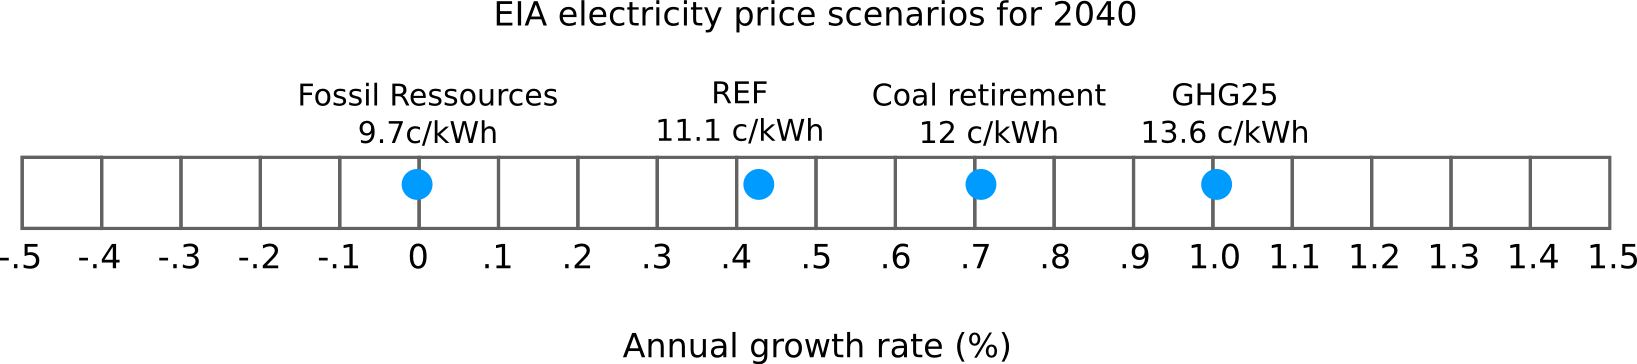 EIA electricity price scenarios for 2040
Fossil Ressources
9.7c/kWh
REF
11.1 c/kWh
Coal retirement
12 c/kWh
GHG25
13.6 c/kWh
-.5 -.4 -.3 -.2 -.1 0 .1 .2 .3 .4 .5 .6 .7 .8 .9 1.0 1.1 1.2 1.3 1.4 1.5
Annual growth rate (%)